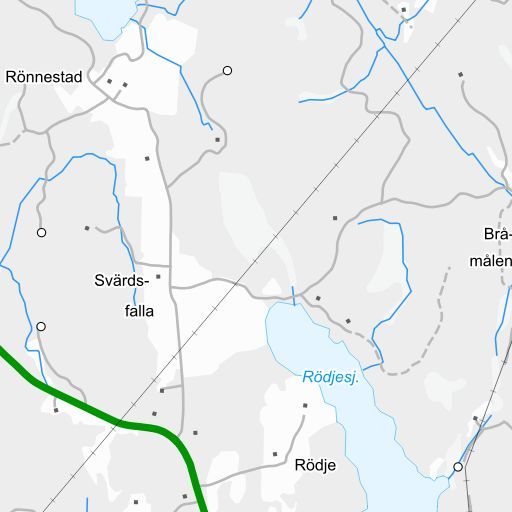 Rönnestad
Brå-
målen
Svärds-
falla
Rödjesj.
Rödje